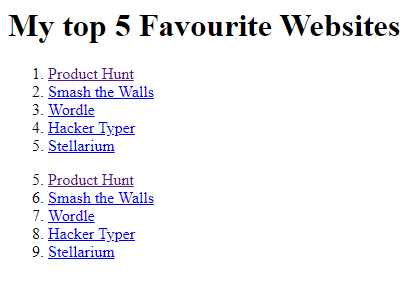 My top 5 Favourite Websites
1. Product Hunt
2. Smash the Walls
3. Wordle
4. Hacker Typer
5. Stellarium
5. Product Hunt
6. Smash the Walls
7. Wordle
8. Hacker Typer
9. Stellarium